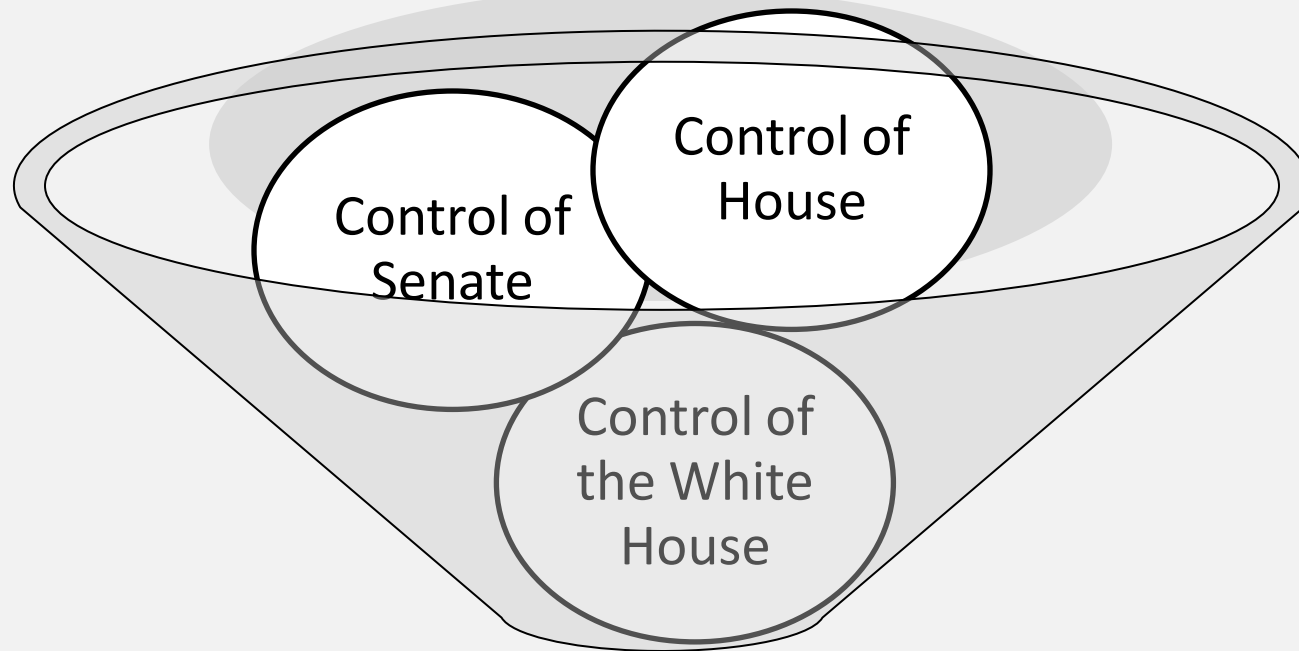 Control of
House
Control of
Senate
Control of
the White
House